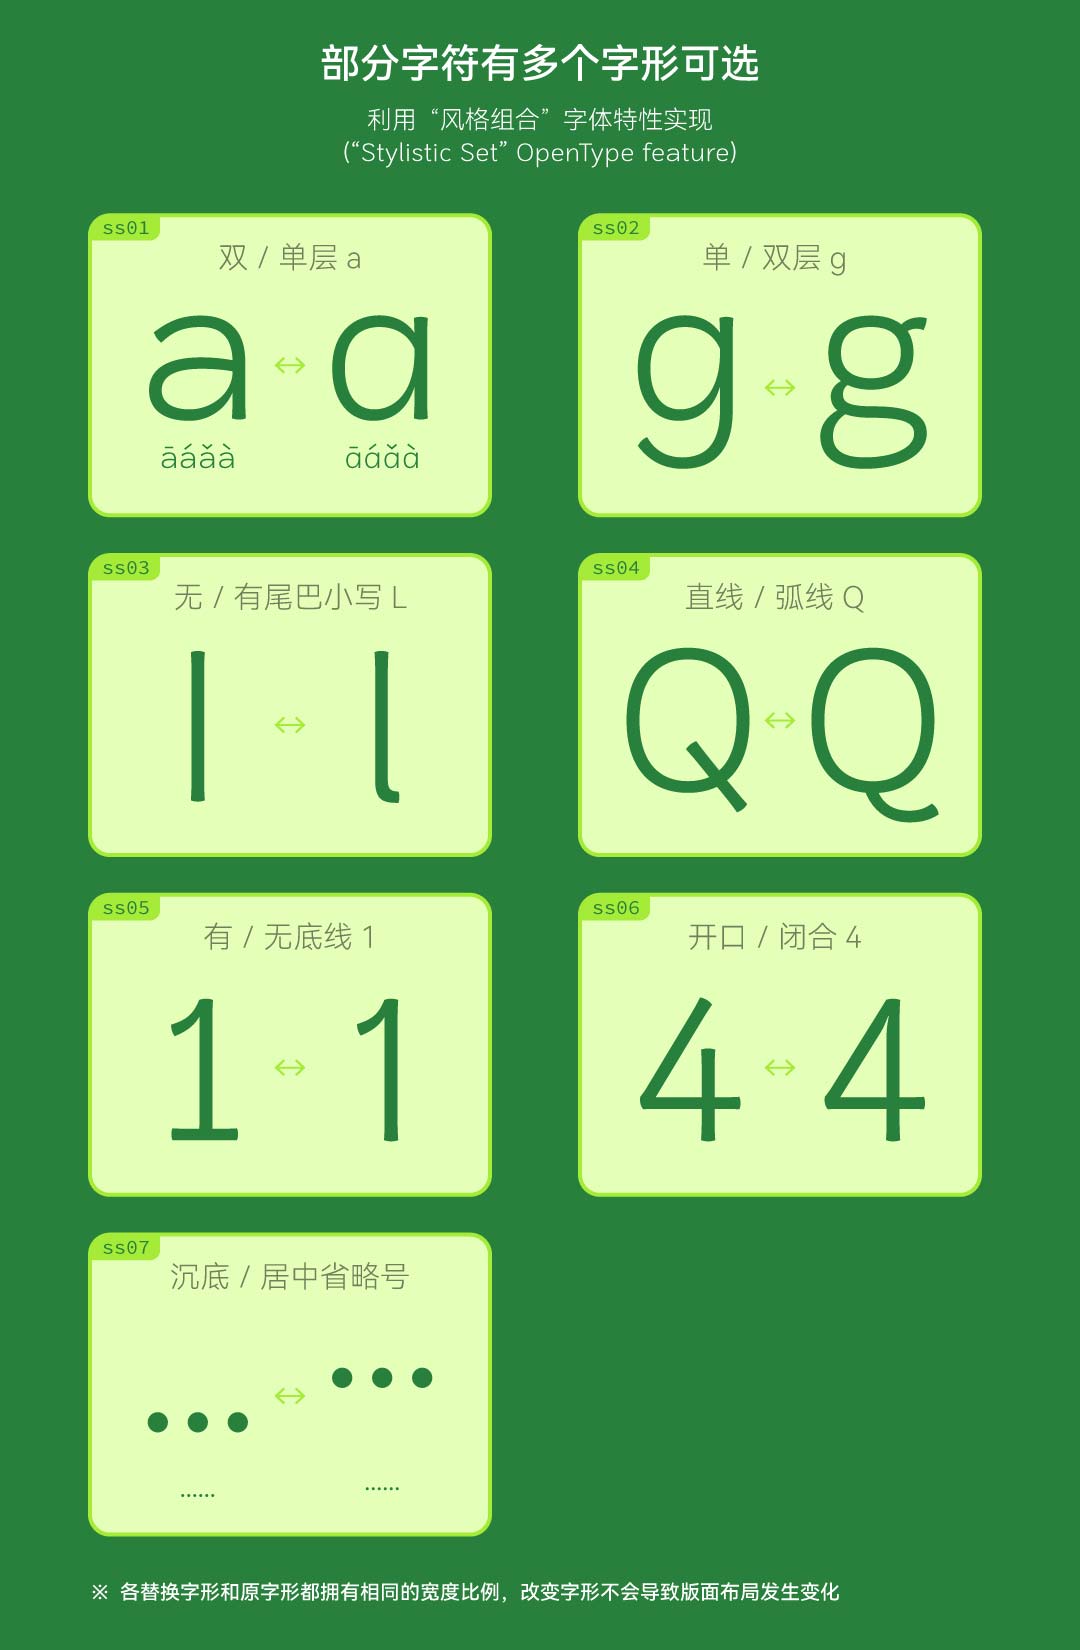 部分字符有多个字形可选
利用“风格组合”字体特性实现
(“Stylistic Set” OpenType feature)
ss01
双 / 单层 a
a ↔ ɑ
āáǎà ɑ̄ɑ́ɑ̌ɑ̀
ss02
单 / 双层 g
g ↔ g
ss03
无 / 有尾巴小写 L
l ↔ l
ss04
直线 / 弧线 Q
Q ↔ Q
ss05
有 / 无底线 1
1 ↔ 1
ss06
开口 / 闭合 4
4 ↔ 4
ss07
沉底 / 居中省略号
… ↔ ⋯
…… ⋯⋯
※ 各替换字形和原字形都拥有相同的宽度比例，改变字形不会导致版面布局发生变化